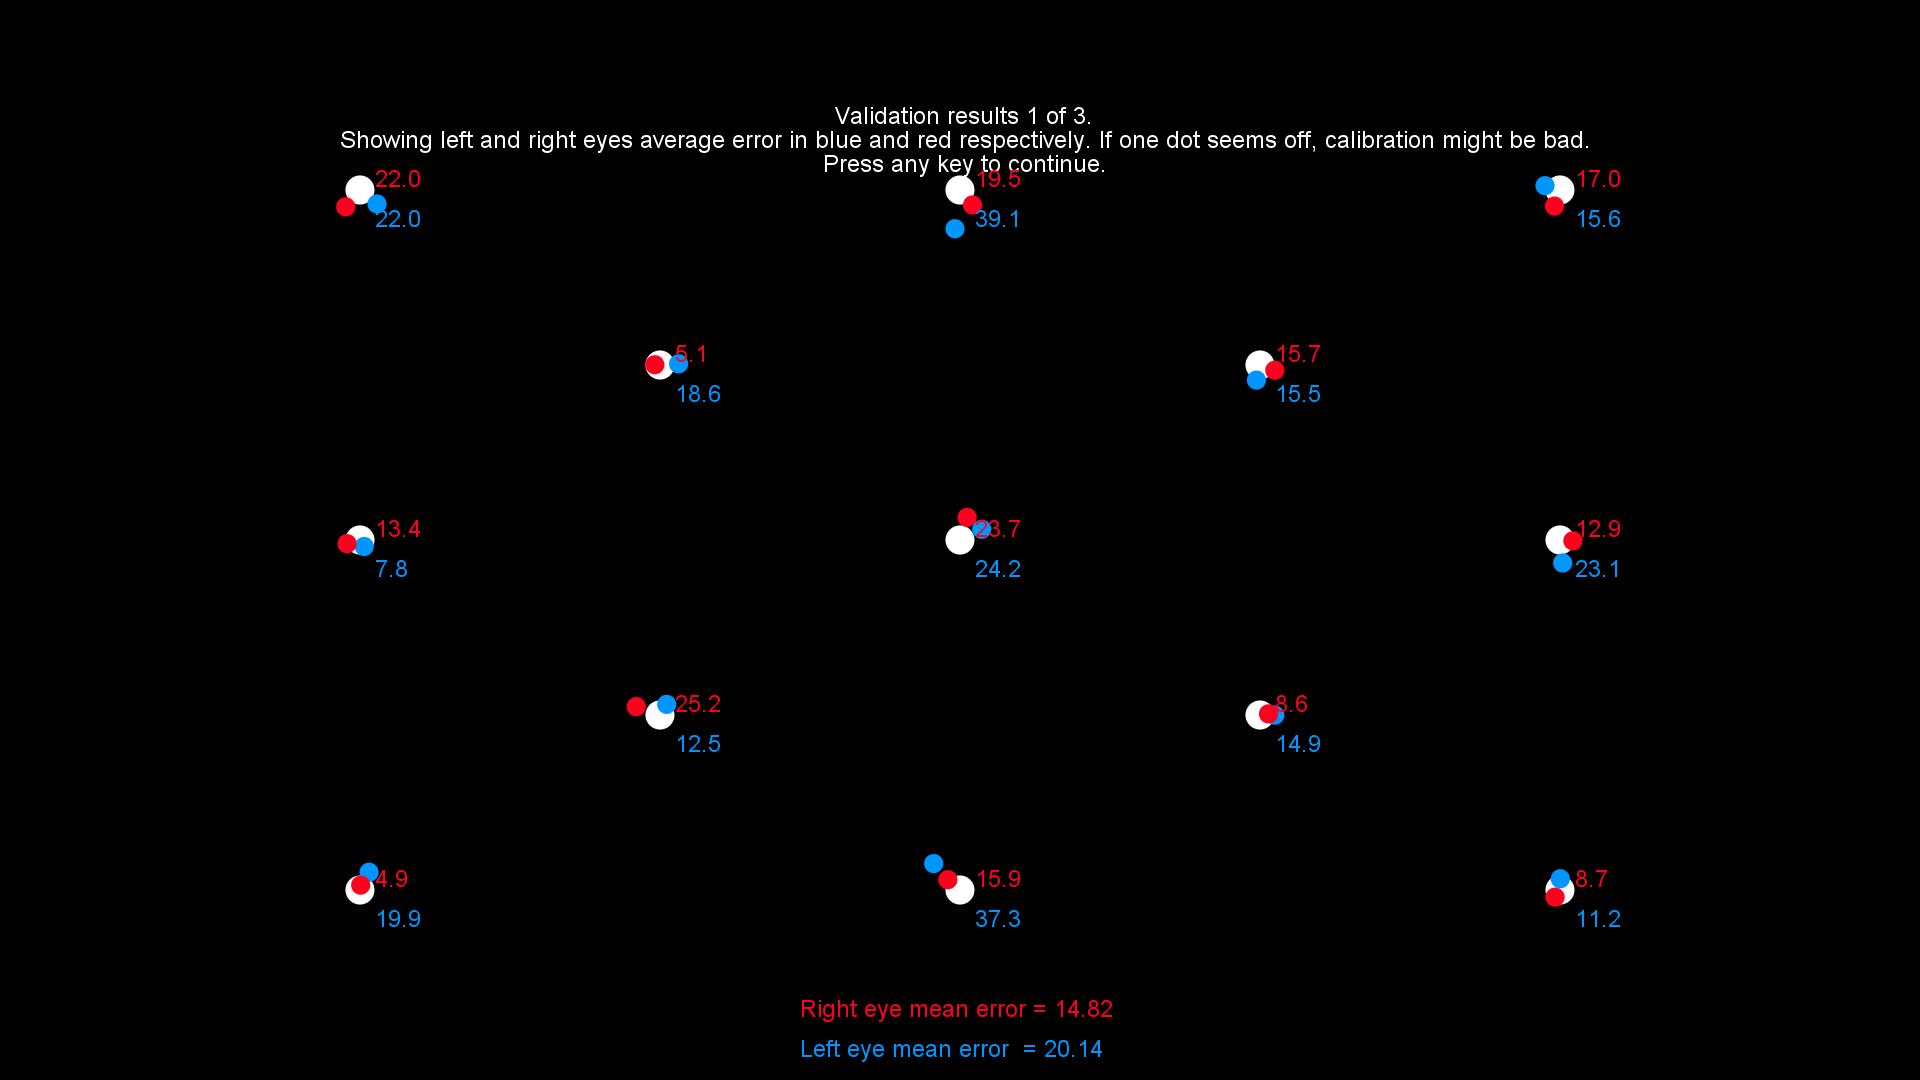 Validation results 1 of 3.
Showing left and right eyes average error in blue and red respectively. If one dot seems off, calibration might be bad.
Press any key to continue.
22.0 19.5 17.0
22.0 39.1 15.6
5.1 15.7
18.6 15.5
13.4 23.7 12.9
7.8 24.2 23.1
25.2 8.6
12.5 14.9
4.9 15.9 8.7
19.9 37.3 11.2
Right eye mean error = 14.82
Left eye mean error = 20.14